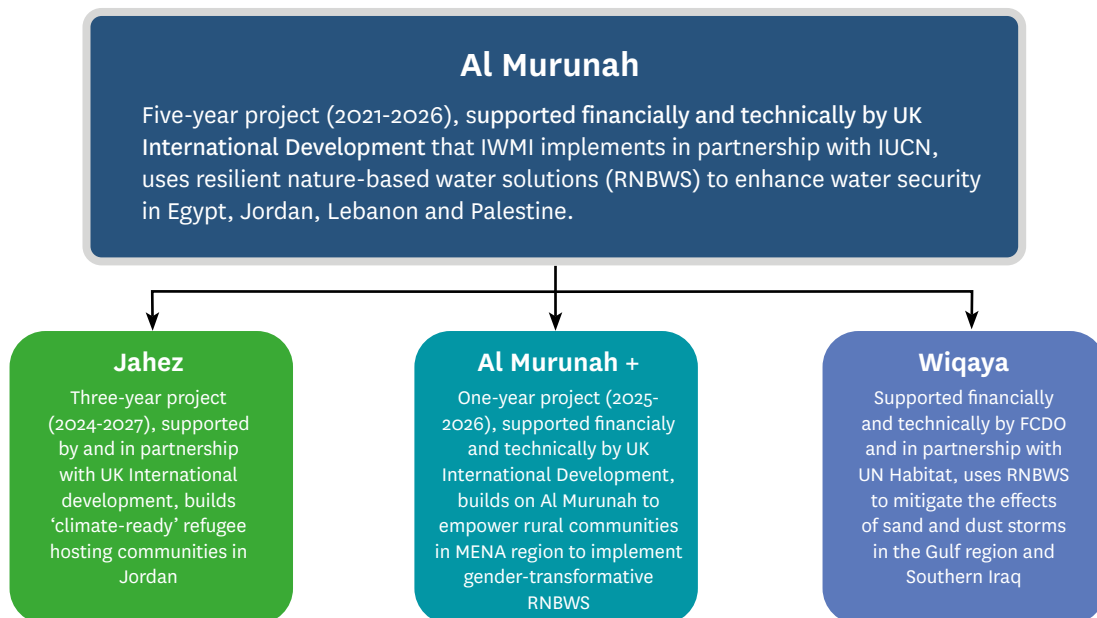 Al Murunah
Five-year project (2021-2026), supported financially and technically by UK
International Development that IWMI implements in partnership with IUCN,
uses resilient nature-based water solutions (RNBWS) to enhance water security
in Egypt, Jordan, Lebanon and Palestine.
Jahez
Three-year project
(2024-2027), supported
by and in partnership
with UK International
development, builds
‘climate-ready’ refugee
hosting communities in
Jordan
Al Murunah +
One-year project (2025-
2026), supported financialy
and technically by UK
International Development,
builds on Al Murunah to
empower rural communities
in MENA region to implement
gender-transformative
RNBWS
Wiqaya
Supported financially
and technically by FCDO
and in partnership with
UN Habitat, uses RNBWS
to mitigate the effects
of sand and dust storms
in the Gulf region and
Southern Iraq